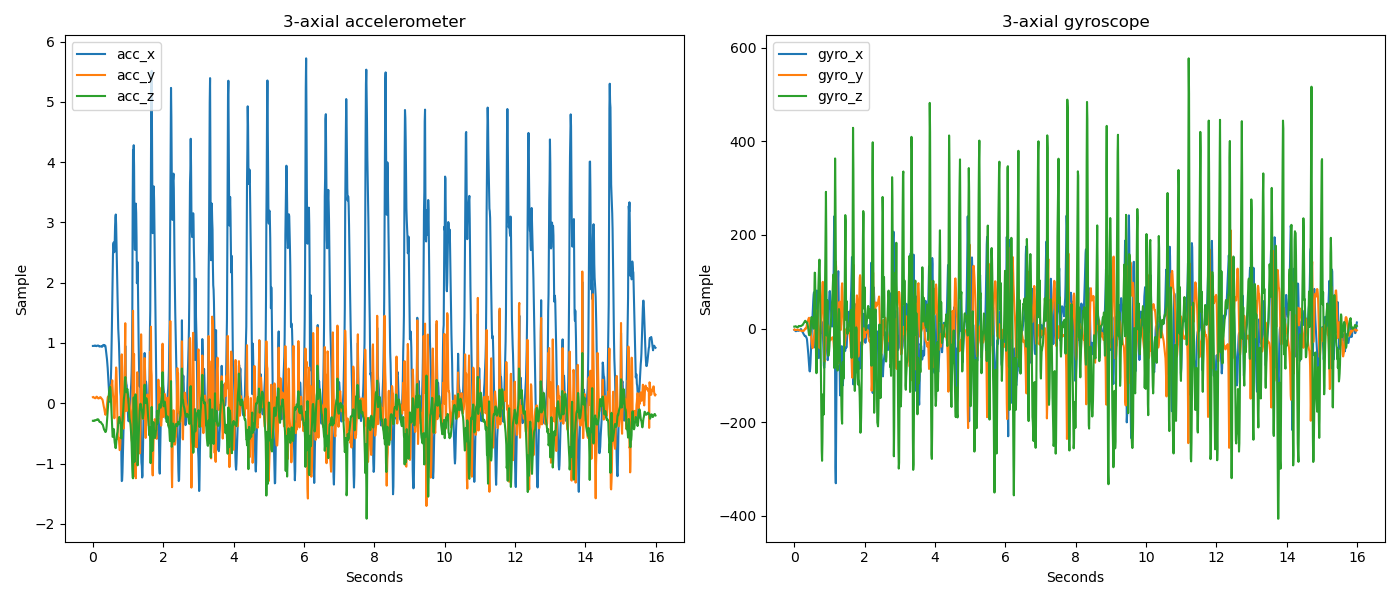 3-axial accelerometer
acc_x
acc_y
acc_z
6
5
4
3
2
1
0
−1
−2
0 2 4 6 8 10 12 14 16
Seconds
Sample
3-axial gyroscope
gyro_x
gyro_y
gyro_z
600
400
200
0
−200
−400
0 2 4 6 8 10 12 14 16
Seconds
Sample